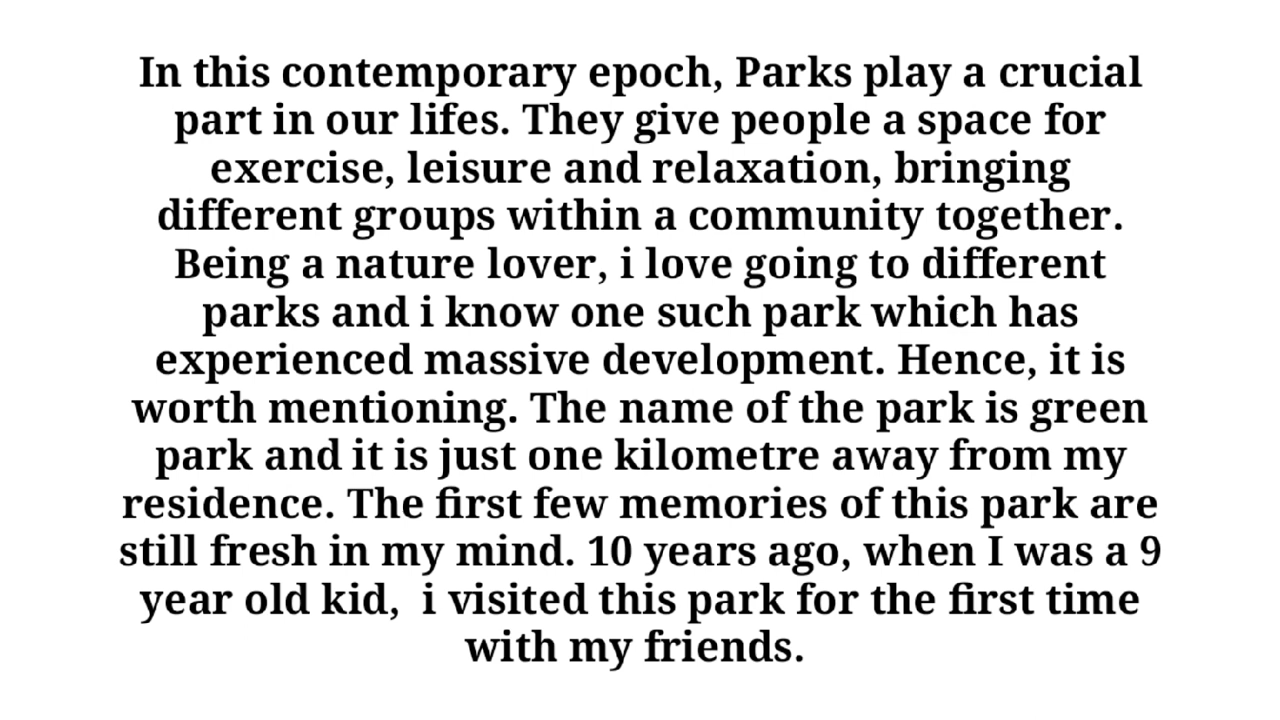 In this contemporary epoch, Parks play a crucial
part in our lifes. They give people a space for
exercise, leisure and relaxation, bringing
different groups within a community together.
Being a nature lover, i love going to different
parks and i know one such park which has
experienced massive development. Hence, it is
worth mentioning. The name of the park is green
park and it is just one kilometre away from my
residence. The first few memories of this park are
still fresh in my mind. 10 years ago, when I was a 9
year old kid,  i visited this park for the first time
with my friends.